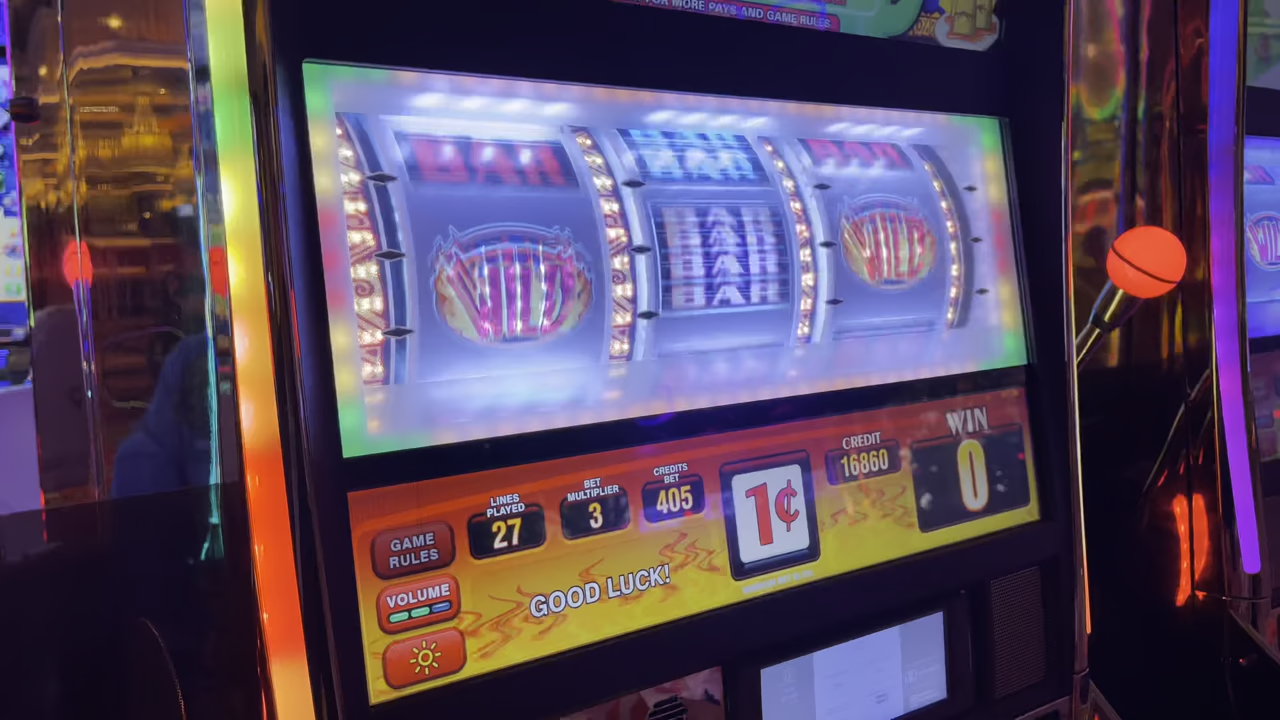 FOR MORE PAYS AND GAME RULES
BAR
BAR
BAR
WILD
BAR
BAR
BAR
WILD
WIN
0
CREDIT
16860
CREDITS
BET
405
BET
MULTIPLIER
3
LINES
PLAYED
27
1¢
GAME
RULES
VOLUME
GOOD LUCK!